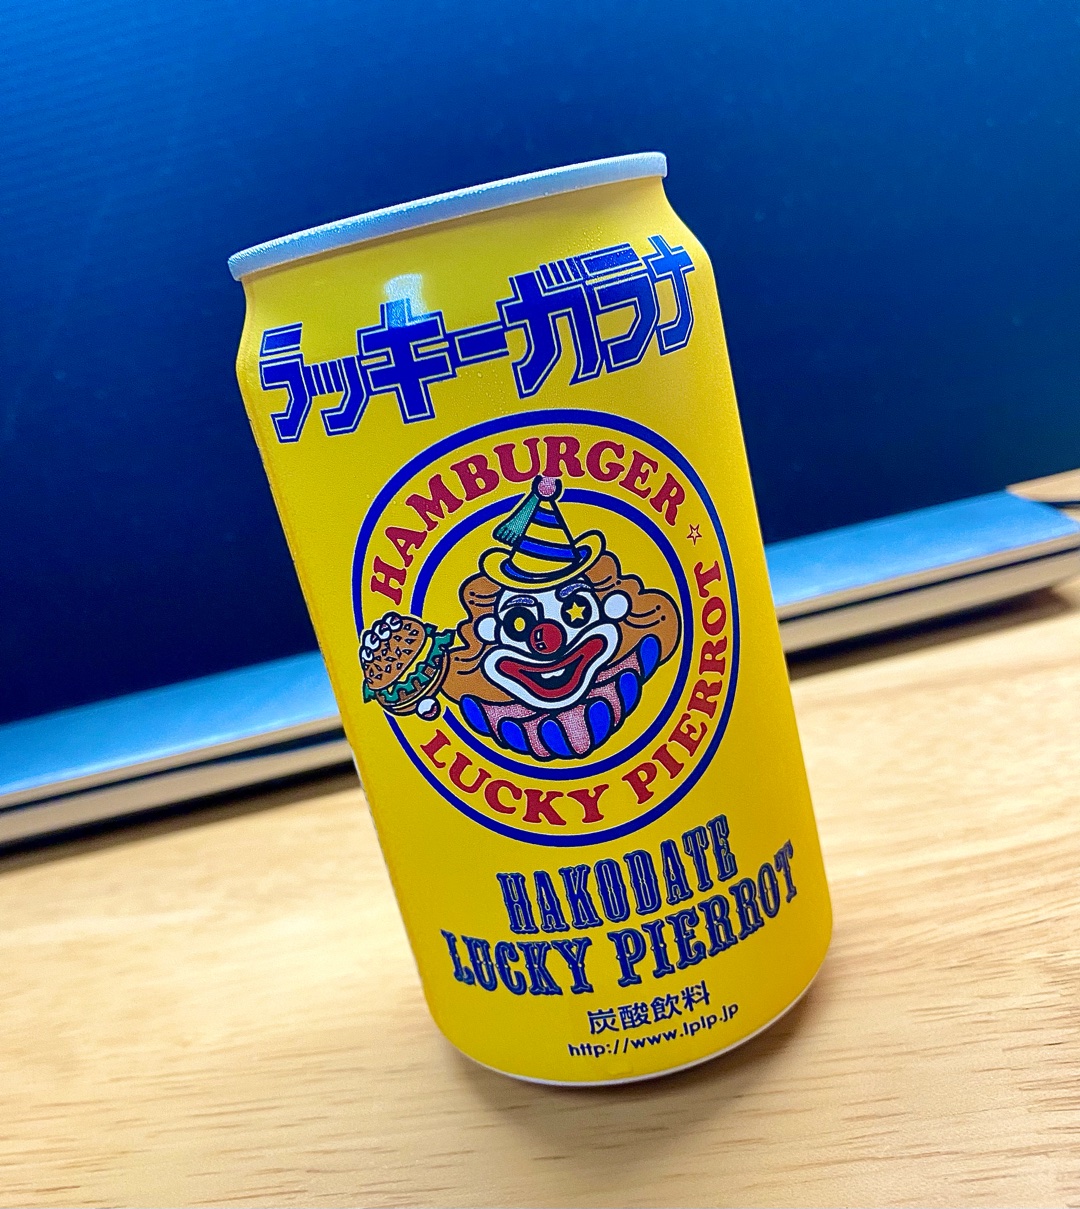 ラッキーガラナ
HAMBURGER ☆
LUCKY PIERROT
HAKODATE
LUCKY PIERROT
炭酸飲料
http://www.lplp.jp